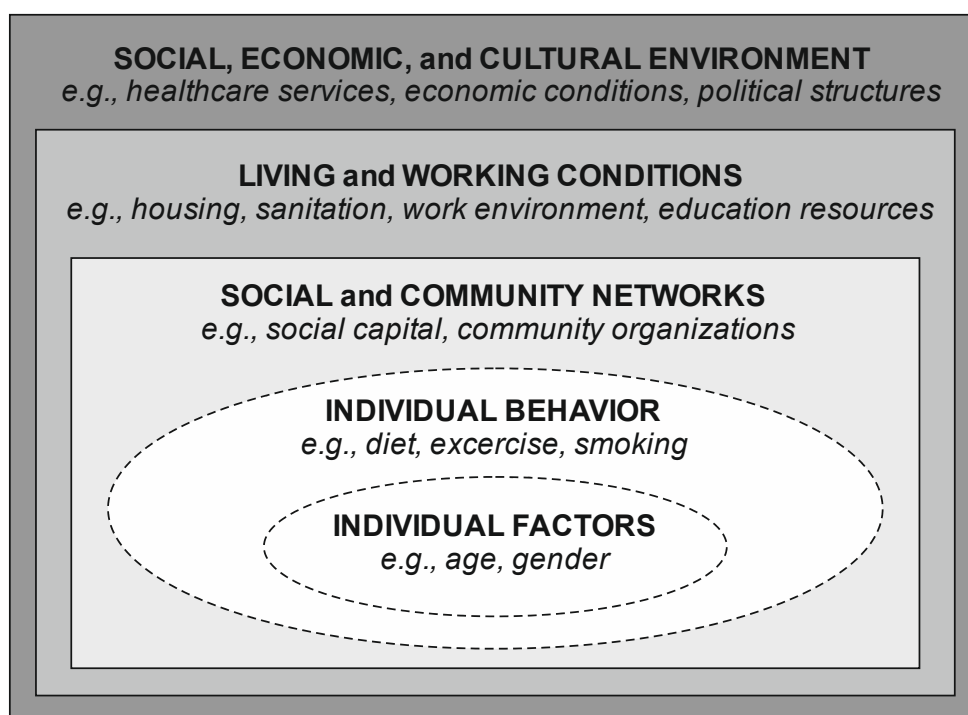 SOCIAL, ECONOMIC, and CULTURAL ENVIRONMENT
e.g., healthcare services, economic conditions, political structures
LIVING and WORKING CONDITIONS
e.g., housing, sanitation, work environment, education resources
SOCIAL and COMMUNITY NETWORKS
e.g., social capital, community organizations
INDIVIDUAL BEHAVIOR
e.g., diet, excercise, smoking
INDIVIDUAL FACTORS
e.g., age, gender